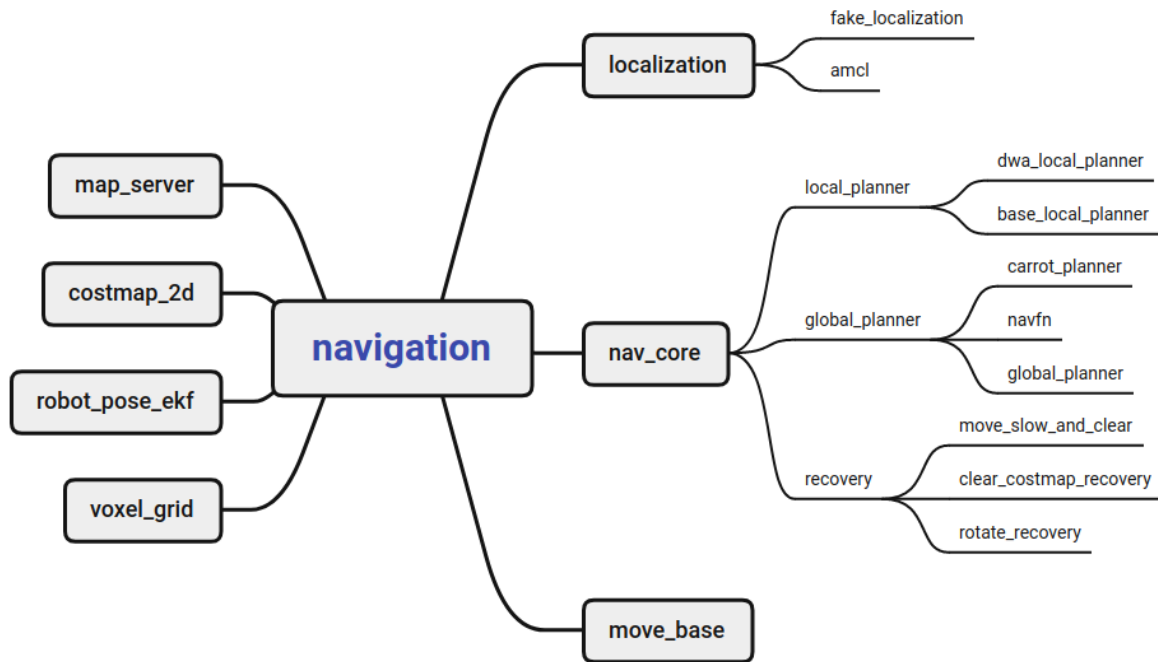 navigation
map_server
costmap_2d
robot_pose_ekf
voxel_grid
localization
fake_localization
amcl
nav_core
local_planner
dwa_local_planner
base_local_planner
global_planner
carrot_planner
navfn
global_planner
recovery
move_slow_and_clear
clear_costmap_recovery
rotate_recovery
move_base